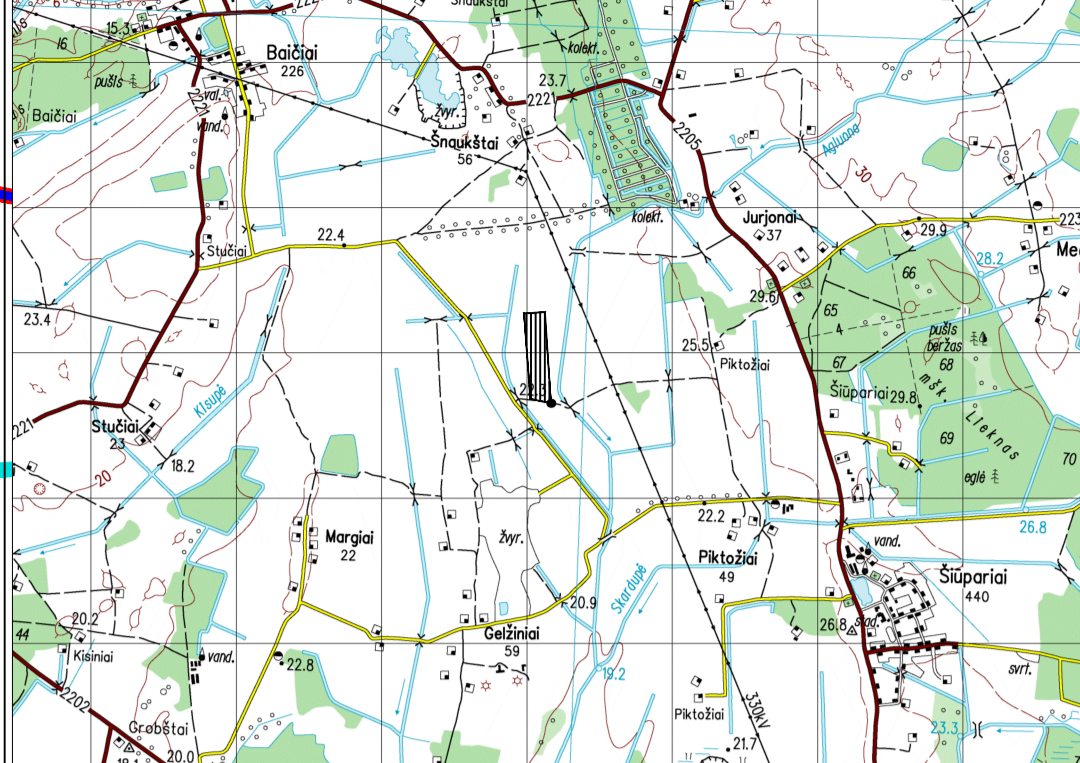 Snaukštai
15.3
16
kolekt.
Baičiai
226
pušis
23.7
val.
2221
žvyr.
Baičiai
vand.
Šnaukštai
56
2205
Agluona
30
kolekt.
Jurjonai
37
22.4
29.9
Stučiai
28.2
66
29.6
65
4
23.4
25.5
pušis
beržas
Piktožiai
67
68
22.3
Šiūpariai
29.8
mšk.
Klsupė
2221
Stučiai
23
Lieknas
69
18.2
70
20
eglė
22.2
26.8
Margiai
22
žvyr.
vand.
Piktožiai
49
Šiūpariai
440
Skardupė
20.9
20.2
26.8
44
Gelžiniai
59
Kisiniai
vand.
22.8
svrt.
19.2
2202
330kV
Piktožiai
Grobštai
23.3
21.7
20.0